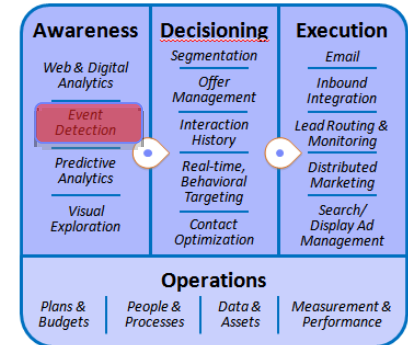 Awareness
Web & Digital
Analytics
Event
Detection
Predictive
Analytics
Visual
Exploration
Decisioning
Segmentation
Offer
Management
Interaction
History
Real-time,
Behavioral
Targeting
Contact
Optimization
Execution
Email
Inbound
Integration
Lead Routing &
Monitoring
Distributed
Marketing
Search/
Display Ad
Management
Operations
Plans &
Budgets
People &
Processes
Data &
Assets
Measurement &
Performance